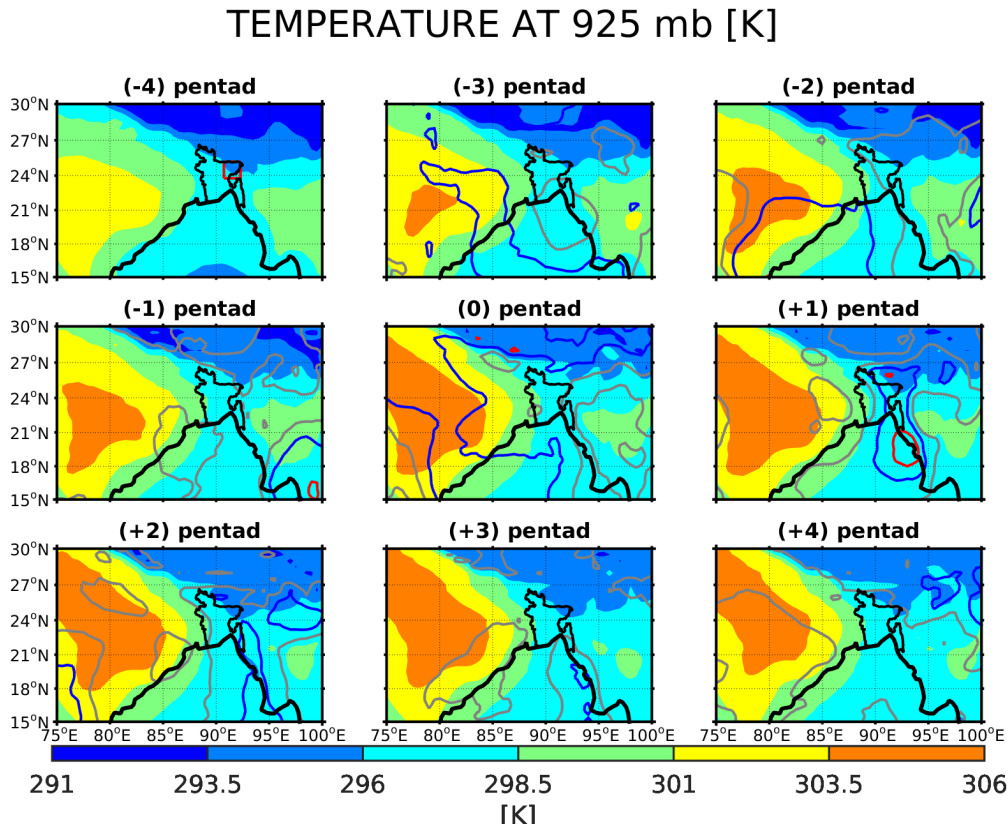 TEMPERATURE AT 925 mb [K]
(-4) pentad (-3) pentad (-2) pentad
30°N
27°N
24°N
21°N
18°N
15°N
(-1) pentad (0) pentad (+1) pentad
30°N
27°N
24°N
21°N
18°N
15°N
(+2) pentad (+3) pentad (+4) pentad
30°N
27°N
24°N
21°N
18°N
15°N
75°E 80°E 85°E 90°E 95°E 100°E 75°E 80°E 85°E 90°E 95°E 100°E 75°E 80°E 85°E 90°E 95°E 100°E
291 293.5 296 298.5 301 303.5 306
[K]